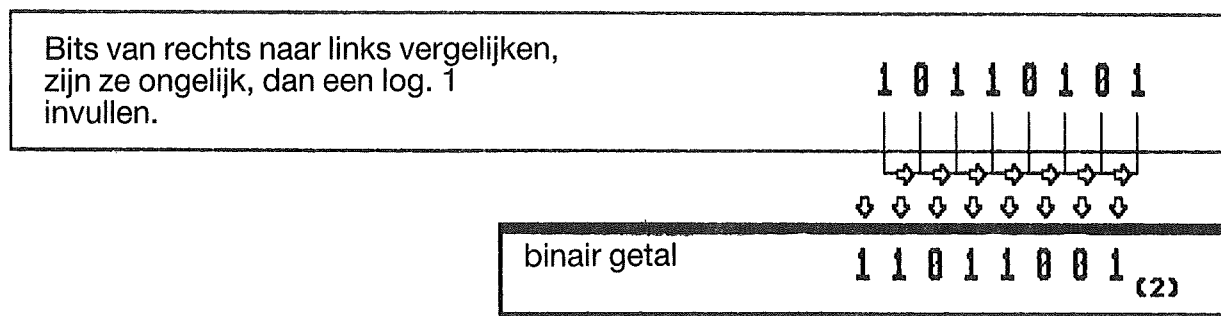 Bits van rechts naar links vergelijken,
zijn ze ongelijk, dan een log. 1
invullen.
1 0 1 1 0 1 0 1
binair getal
1 1 0 1 1 0 0 1 (2)